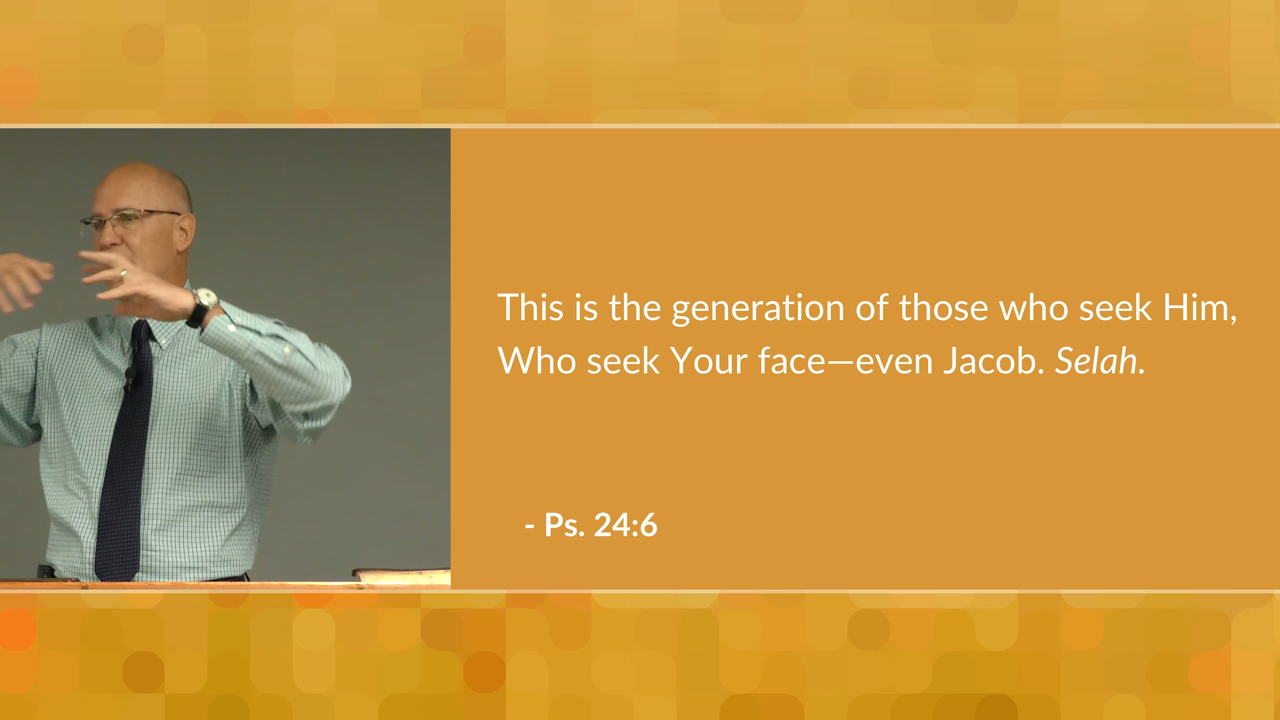 This is the generation of those who seek Him,
Who seek Your face—even Jacob. Selah.
- Ps. 24:6